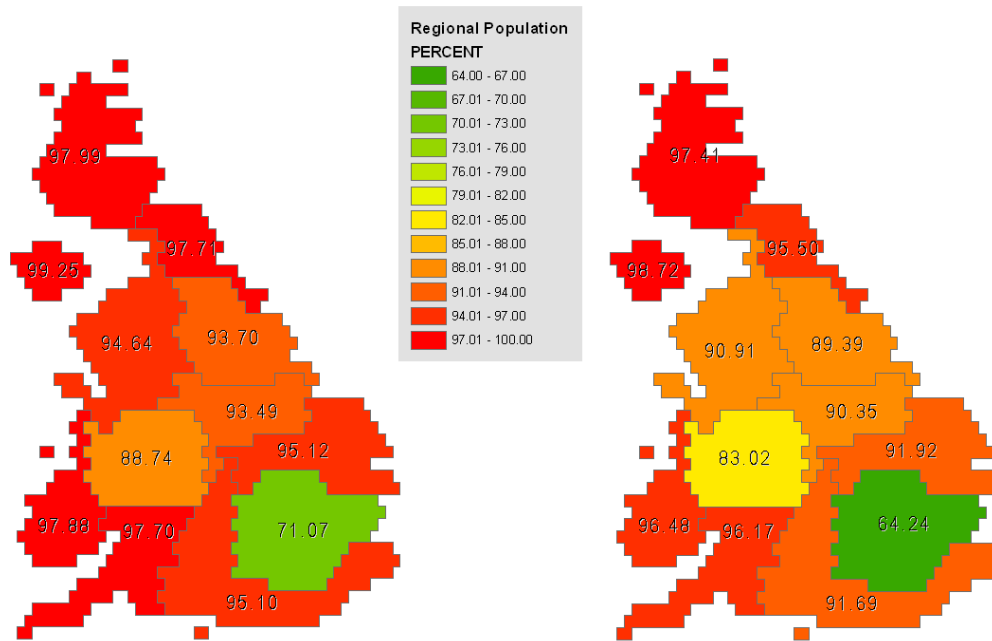 Regional Population
PERCENT
64.00 - 67.00
67.01 - 70.00
70.01 - 73.00
73.01 - 76.00
76.01 - 79.00
79.01 - 82.00
82.01 - 85.00
85.01 - 88.00
88.01 - 91.00
91.01 - 94.00
94.01 - 97.00
97.01 - 100.00
97.99
97.71
99.25
94.64
93.70
93.49
88.74
95.12
97.88
97.70
71.07
95.10
97.41
95.50
98.72
90.91
89.39
90.35
83.02
91.92
96.48
96.17
64.24
91.69